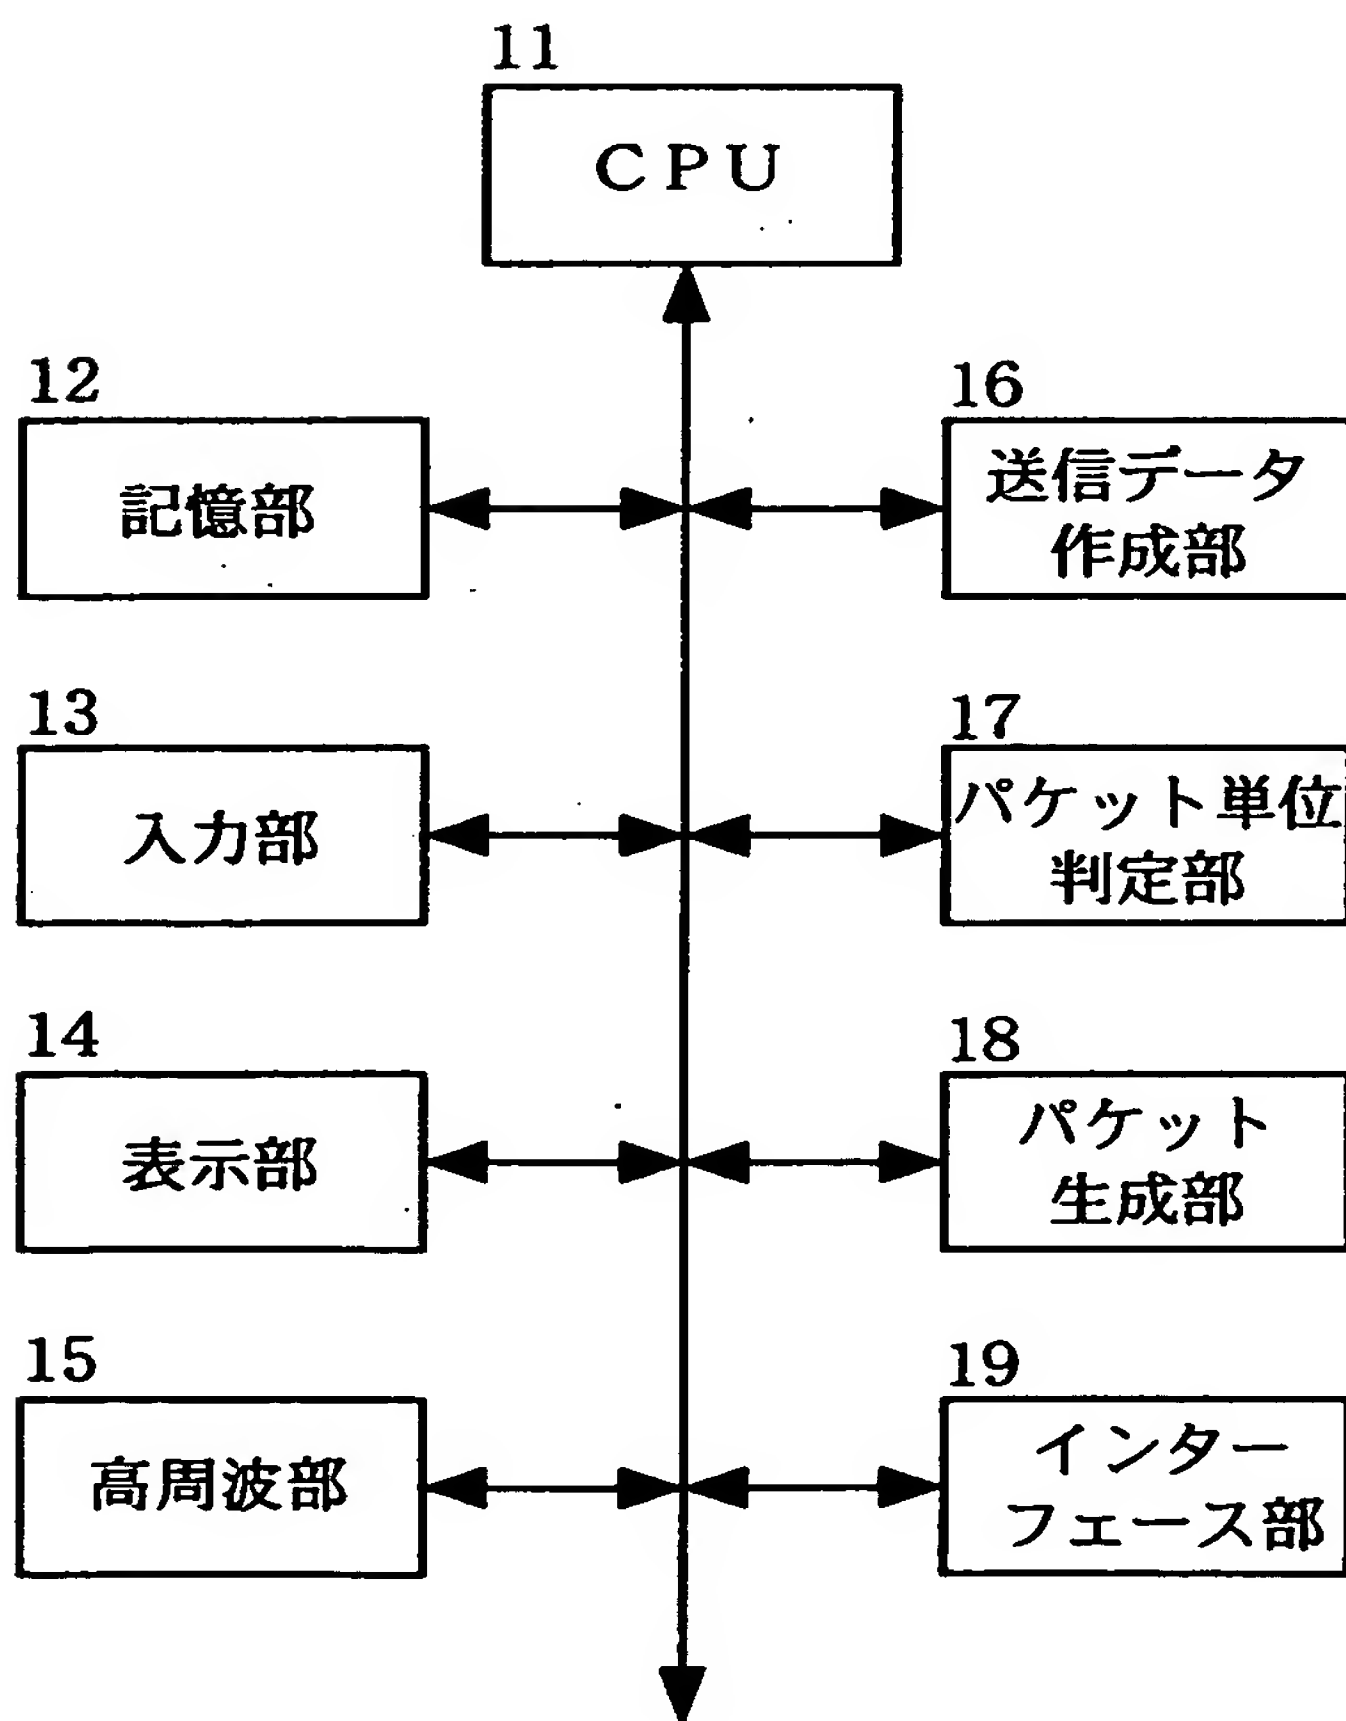 11
CPU
12
記憶部
16
送信データ
作成部
13
入力部
17
パケット単位
判定部
14
表示部
18
パケット
生成部
15
高周波部
19
インター
フェース部